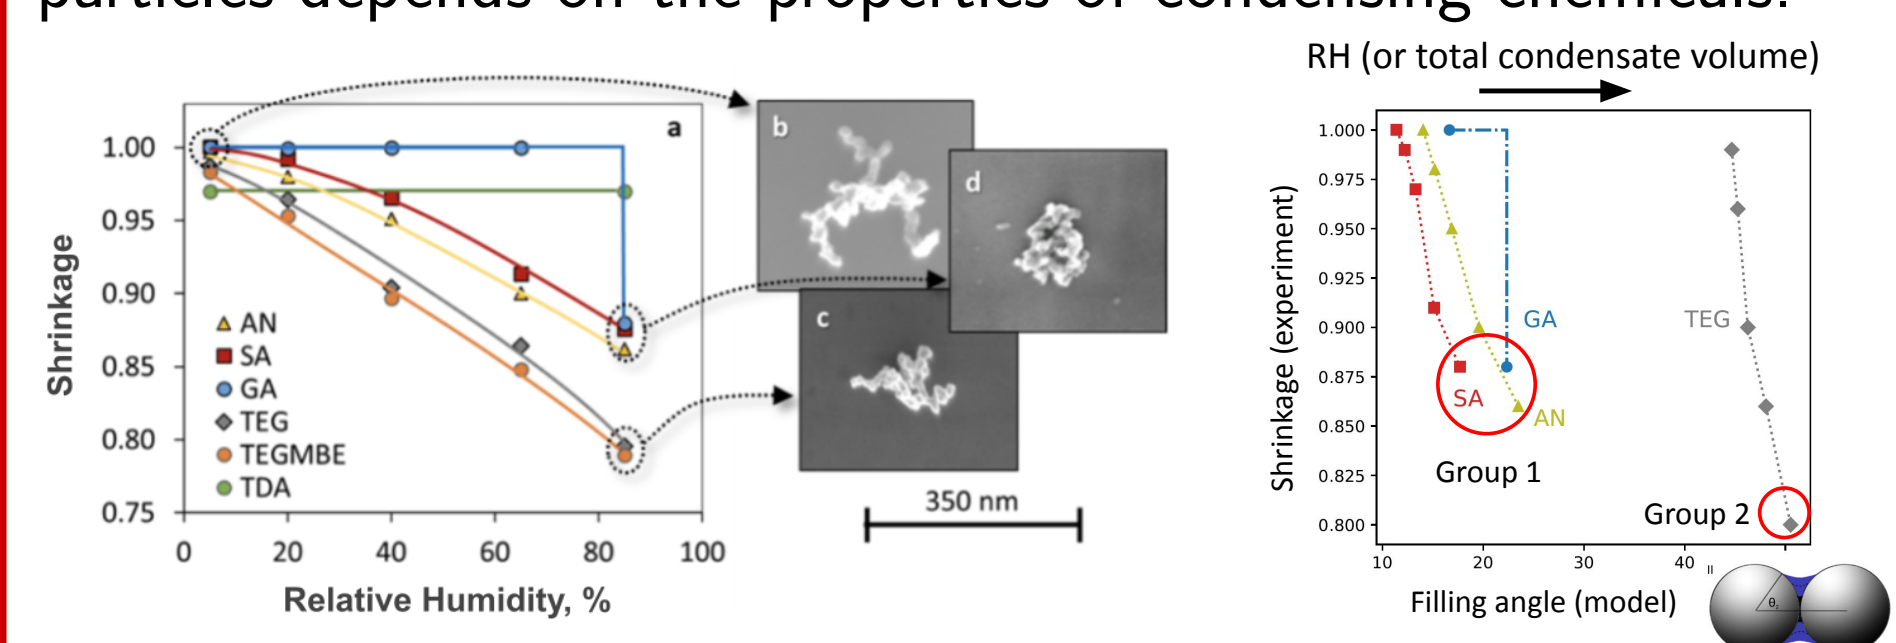 particles depends on the properties of condensing chemicals.
a
1.00
0.95
0.90
0.85
0.80
0.75
Shrinkage
AN
SA
GA
TEG
TEGMBE
TDA
0
20
40
60
80
100
Relative Humidity, %
b
d
c
350 nm
RH (or total condensate volume)
1.000
0.975
0.950
0.925
0.900
0.875
0.850
0.825
0.800
Shrinkage (experiment)
GA
TEG
SA
AN
Group 1
Group 2
10
20
30
40
Filling angle (model)
II